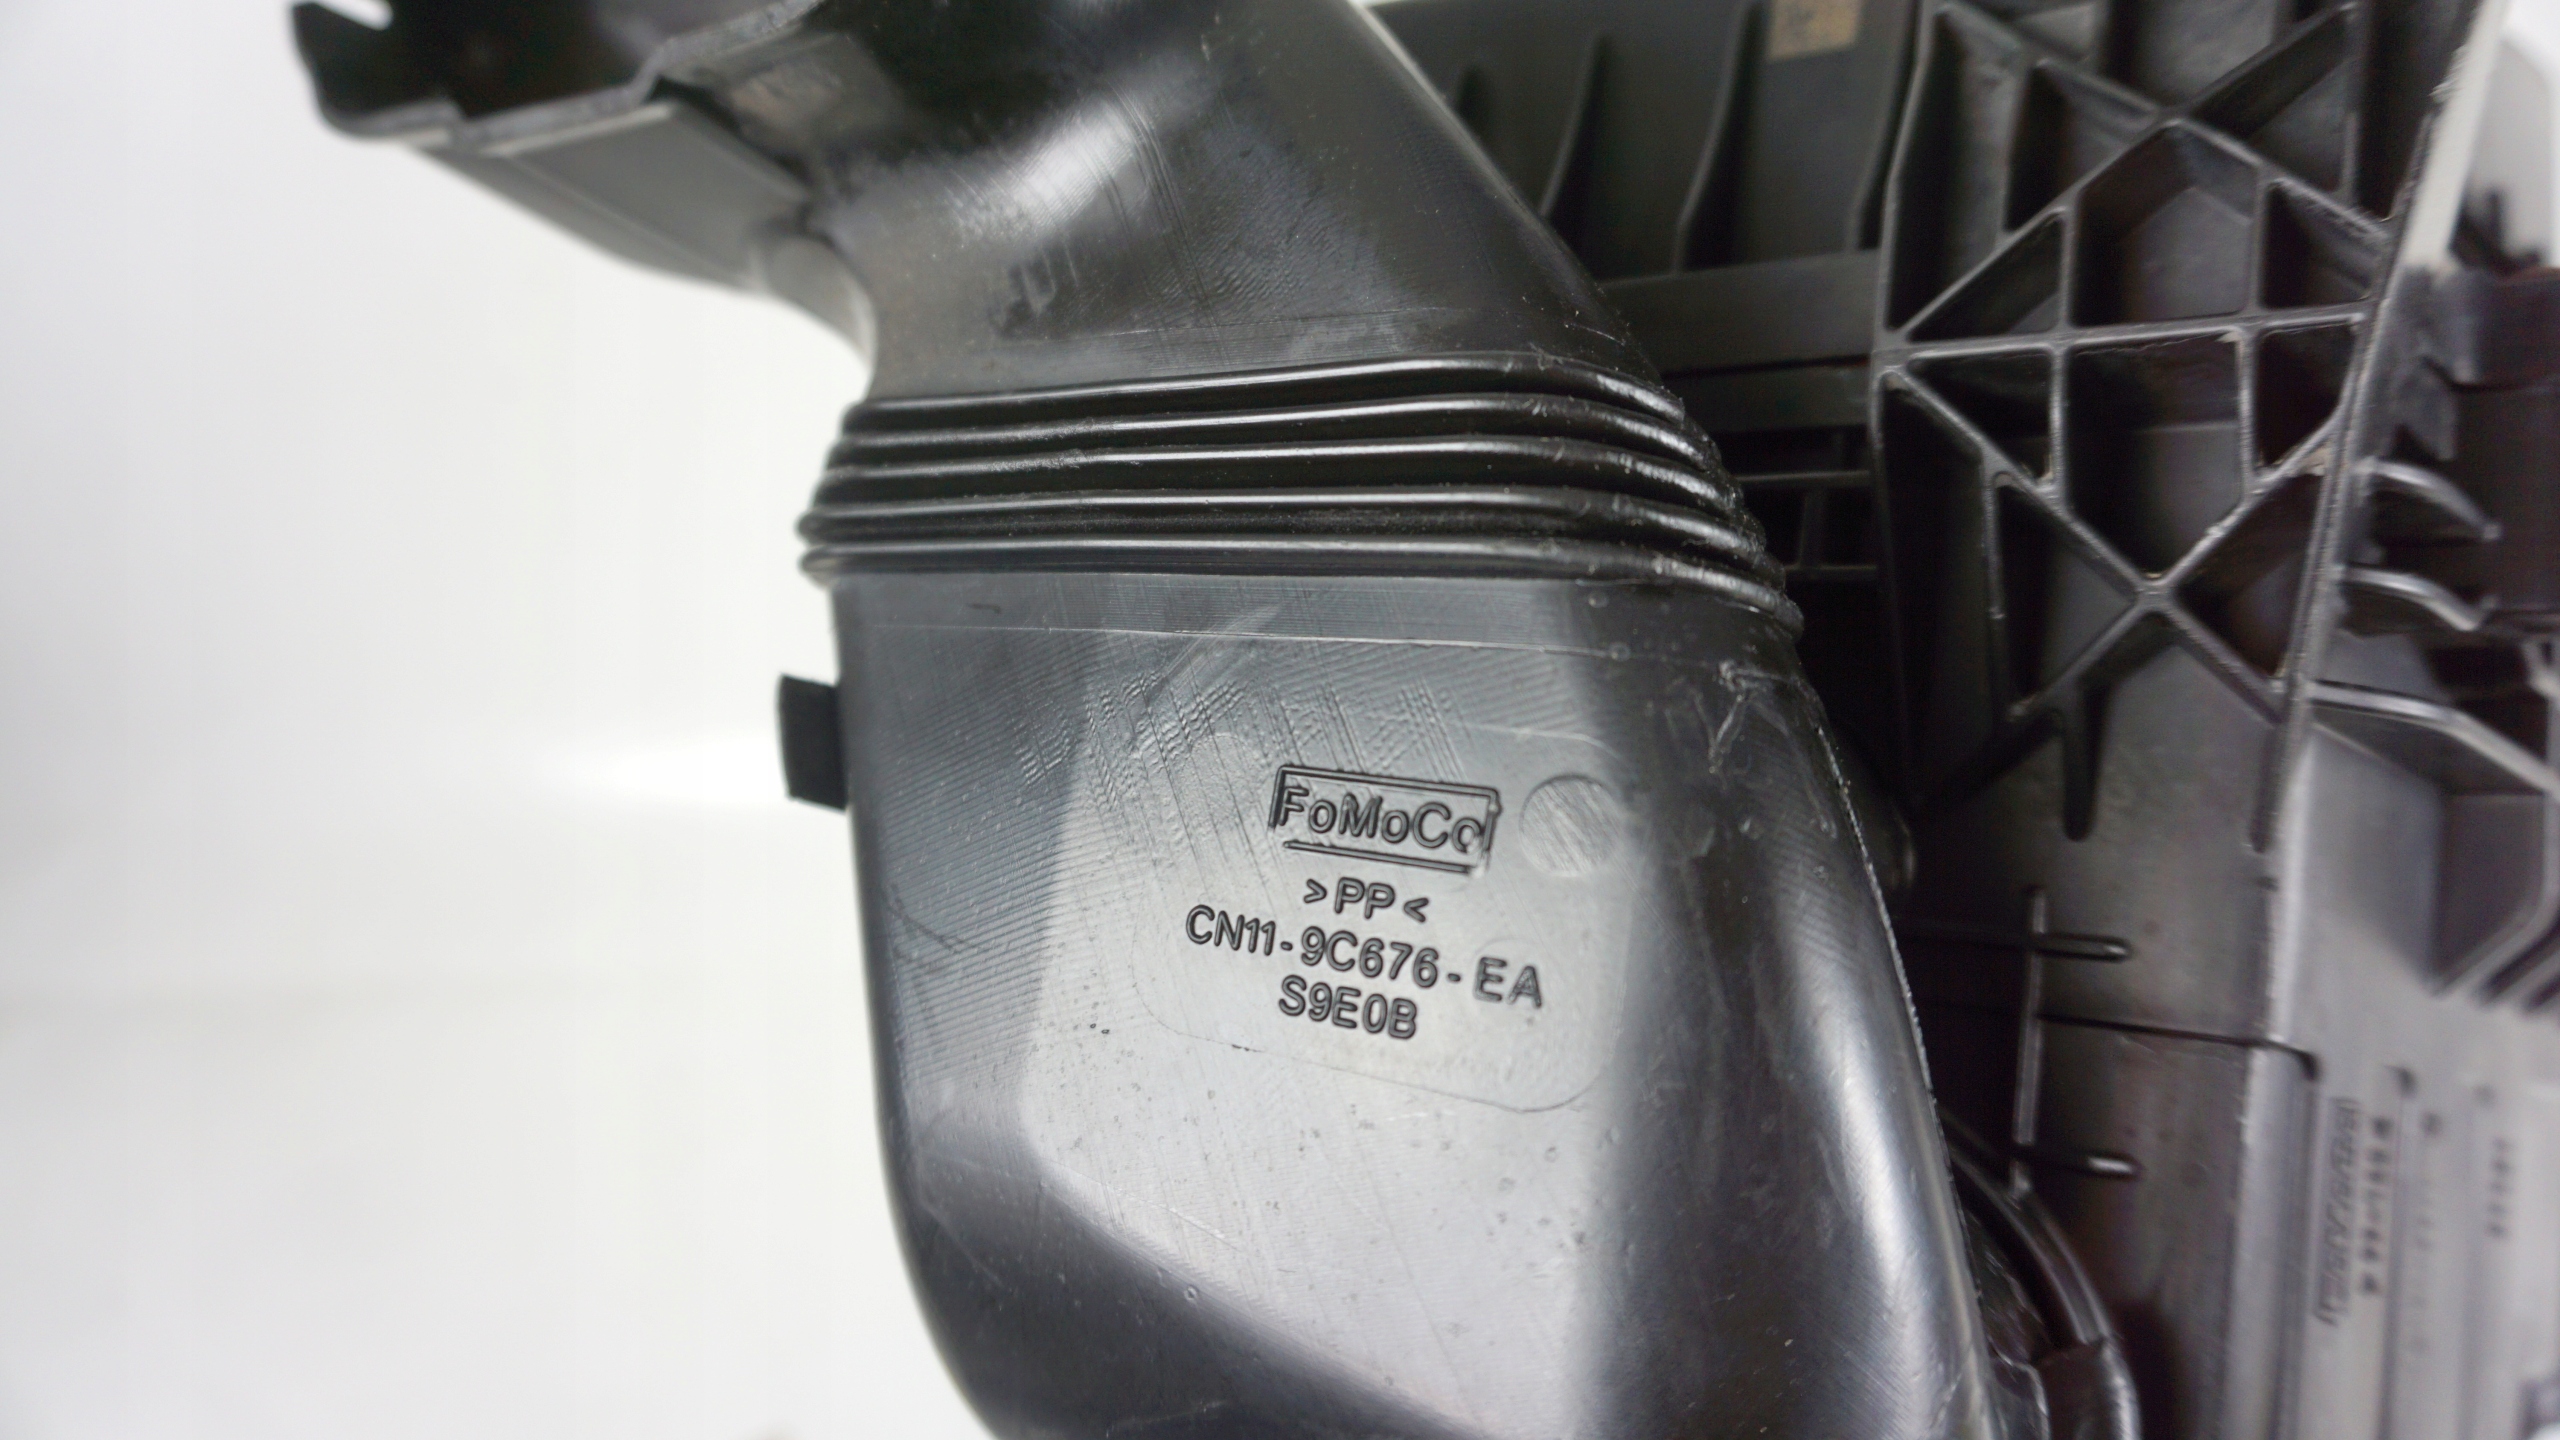 FoMoCo
>PP<
CN11-9C676-EA
S9E0B